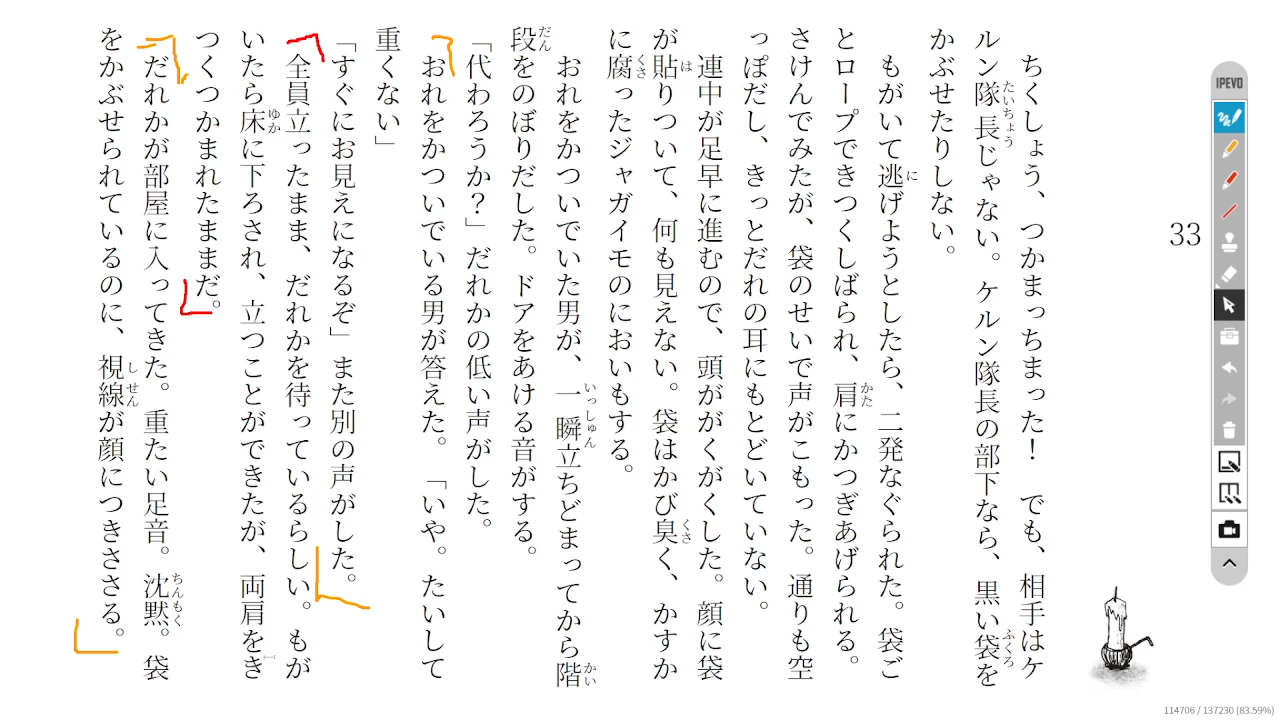 33
ちくしょう、つかまっちまった！　でも、相手はケ
ルン隊長じゃない。ケルン隊長の部下なら、黒い袋を
かぶせたりしない。
もがいて逃げようとしたら、二発なぐられた。袋ご
とロープできつくしばられ、肩にかつぎあげられる。
さけんでみたが、袋のせいで声がこもった。通りも空
っぽだし、きっとだれの耳にもとどいていない。
連中が足早に進むので、頭ががくがくした。顔に袋
が貼りついて、何も見えない。袋はかび臭く、かすか
に腐ったジャガイモのにおいもする。
おれをかついでいた男が、一瞬立ちどまってから階
段をのぼりだした。ドアをあける音がする。
「代わろうか？」だれかの低い声がした。
おれをかついでいる男が答えた。「いや。たいして
重くない」
「すぐにお見えになるぞ」また別の声がした。
全員立ったまま、だれかを待っているらしい。もが
いたら床に下ろされ、立つことができたが、両肩をき
つくつかまれたままだ。
だれかが部屋に入ってきた。重たい足音。沈黙。袋
をかぶせられているのに、視線が顔につきささる。
IPEVO
114706 / 137230 (83.59%)